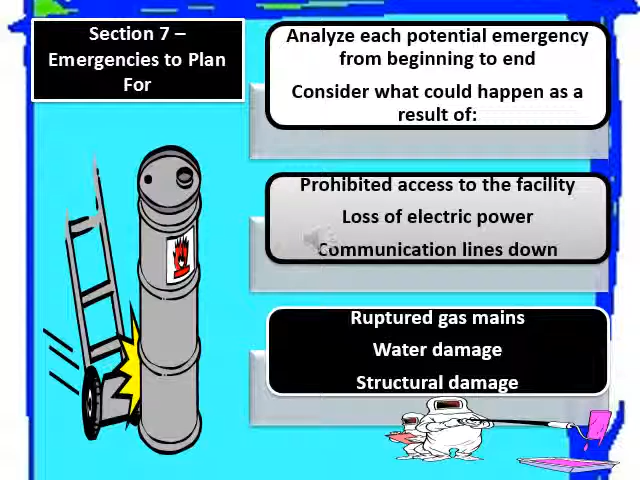 Section 7 –
Emergencies to Plan
For
Analyze each potential emergency
from beginning to end
Consider what could happen as a
result of:
Prohibited access to the facility
Loss of electric power
Communication lines down
Ruptured gas mains
Water damage
Structural damage